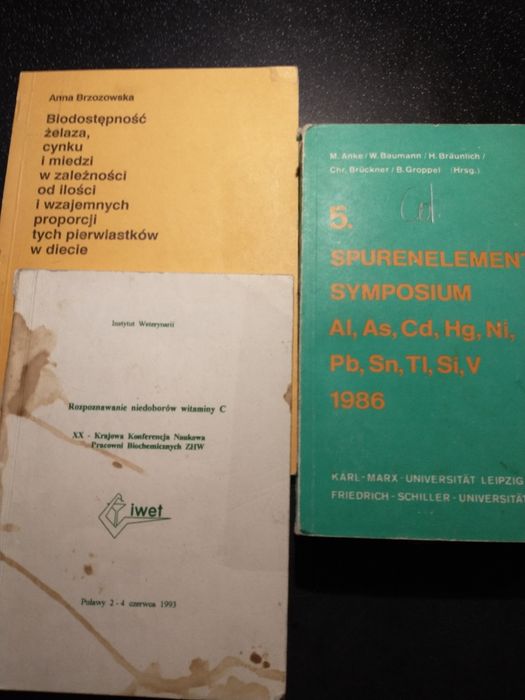 Anna Brzozowska
Biodostępność
żelaza,
cynku
i miedzi
w zależności
od ilości
i wzajemnych
proporcji
tych pierwiastków
w diecie
Instytut Weterynarii
Rozpoznawanie niedoborów witaminy C
XX - Krajowa Konferencja Naukowa
Pracowni Biochemicznych ZHW
iwet
Puławy 2 - 4 czerwca 1993
M. Anke / W. Baumann / H. Bräunlich /
Chr. Brückner / B. Groppel (Hrsg.)
Cd.
5.
SPURENELEMENT
SYMPOSIUM
Al, As, Cd, Hg, Ni,
Pb, Sn, Tl, Si, V
1986
KARL - MARX - UNIVERSITÄT LEIPZIG
FRIEDRICH - SCHILLER - UNIVERSITÄT